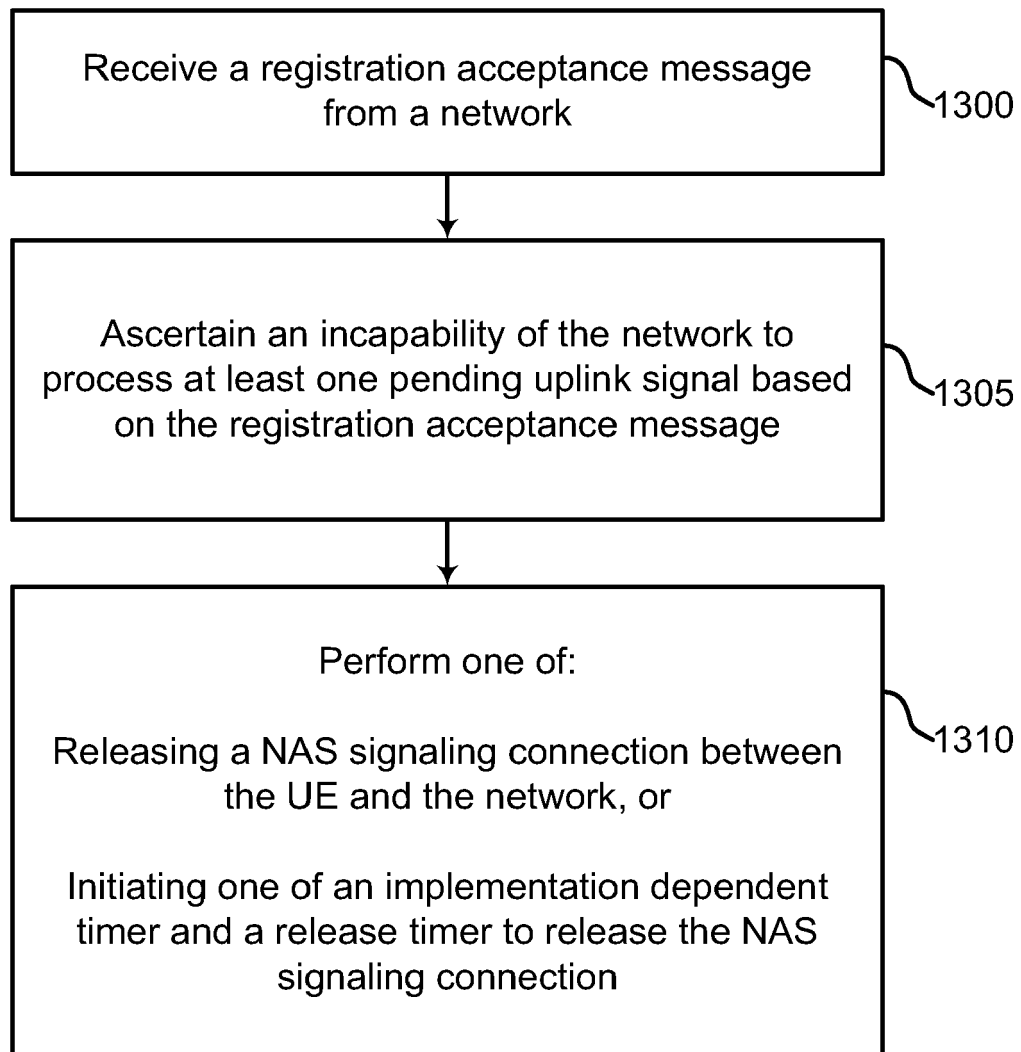 Receive a registration acceptance message
from a network
1300
Ascertain an incapability of the network to
process at least one pending uplink signal based
on the registration acceptance message
1305
Perform one of:
Releasing a NAS signaling connection between
the UE and the network, or
Initiating one of an implementation dependent
timer and a release timer to release the NAS
signaling connection
1310